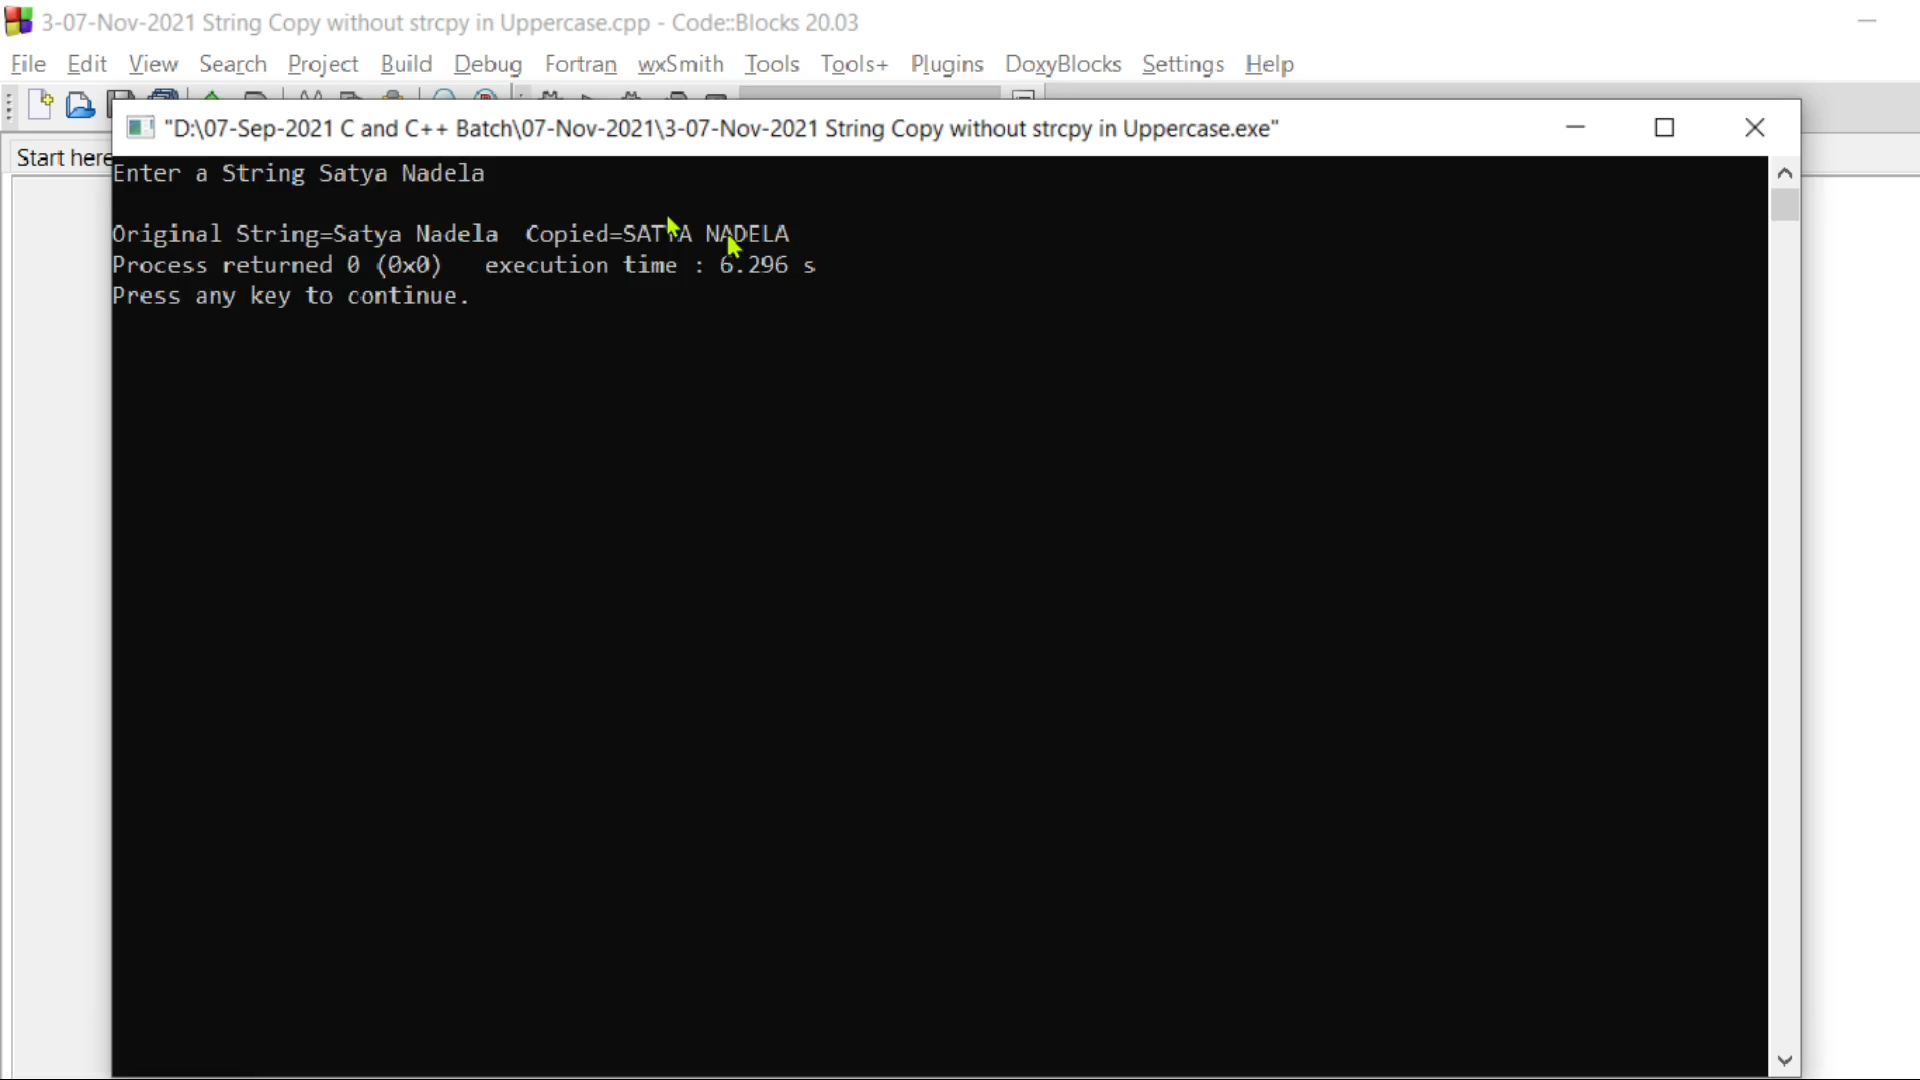 3-07-Nov-2021 String Copy without strcpy in Uppercase.cpp - Code::Blocks 20.03
File Edit View Search Project Build Debug Fortran wxSmith Tools Tools+ Plugins DoxyBlocks Settings Help
"D:\07-Sep-2021 C and C++ Batch\07-Nov-2021\3-07-Nov-2021 String Copy without strcpy in Uppercase.exe"
Start here
Enter a String Satya Nadela
Original String=Satya Nadela  Copied=SATYA NADELA
Process returned 0 (0x0)   execution time : 6.296 s
Press any key to continue.